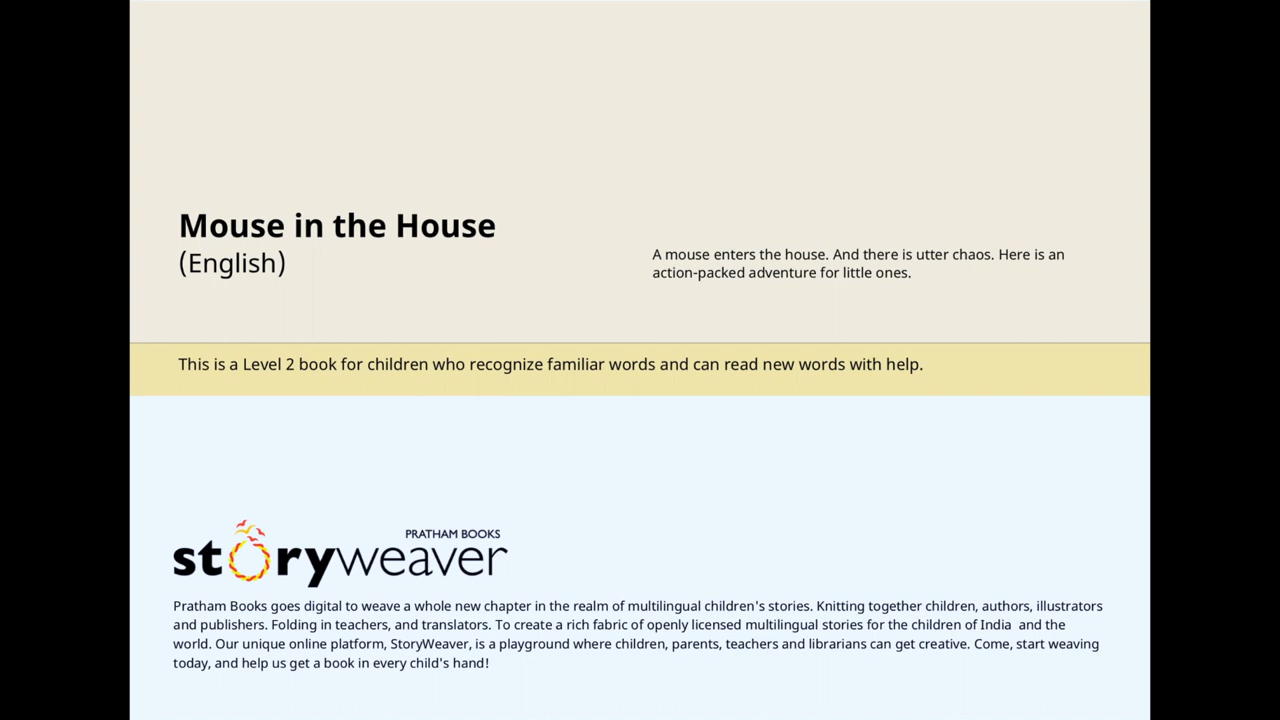 Mouse in the House
(English)
A mouse enters the house. And there is utter chaos. Here is an
action-packed adventure for little ones.
This is a Level 2 book for children who recognize familiar words and can read new words with help.
PRATHAM BOOKS
storyweaver
Pratham Books goes digital to weave a whole new chapter in the realm of multilingual children's stories. Knitting together children, authors, illustrators
and publishers. Folding in teachers, and translators. To create a rich fabric of openly licensed multilingual stories for the children of India  and the
world. Our unique online platform, StoryWeaver, is a playground where children, parents, teachers and librarians can get creative. Come, start weaving
today, and help us get a book in every child's hand!